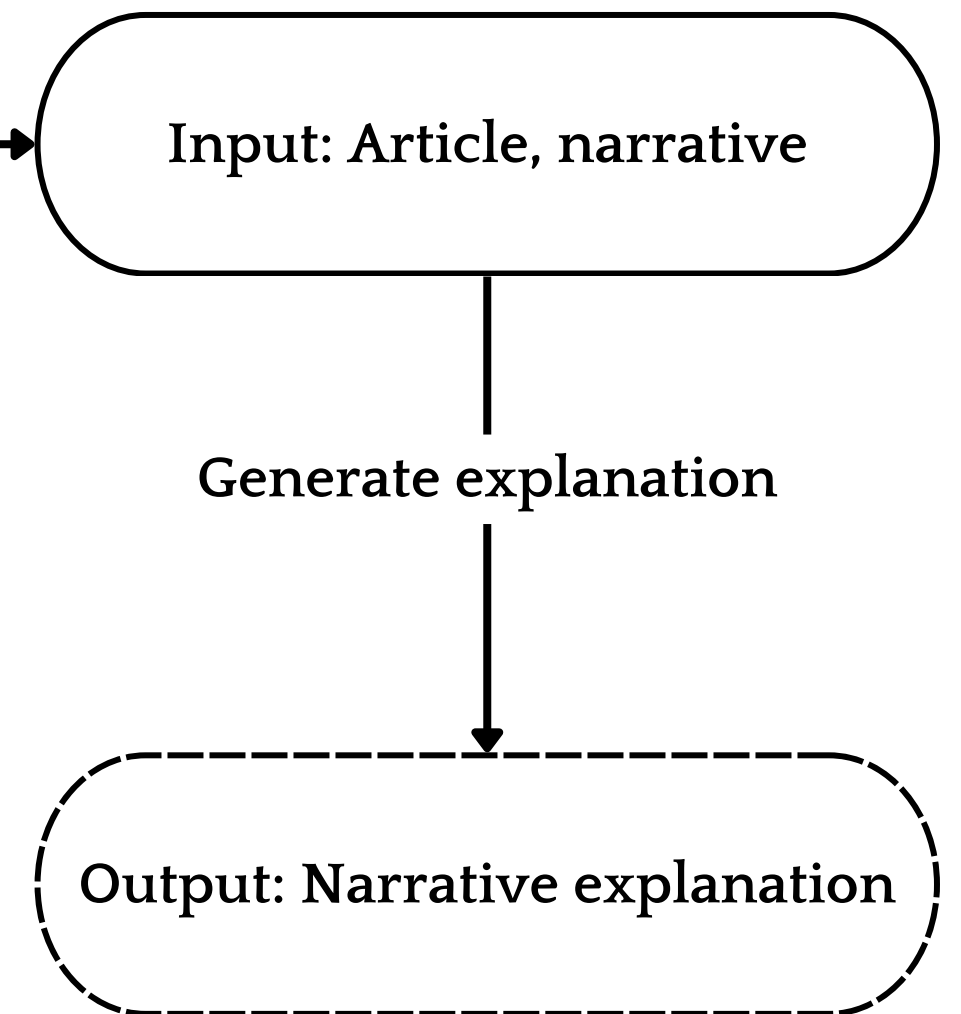 Input: Article, narrative
Generate explanation
Output: Narrative explanation